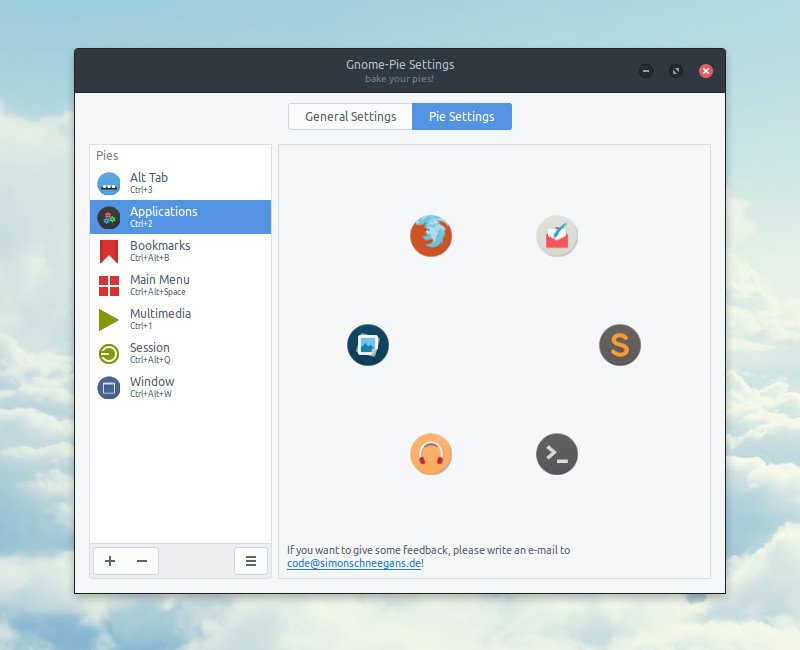 Gnome-Pie Settings
bake your pies!
General Settings
Pie Settings
Pies
Alt Tab
Ctrl+3
Applications
Ctrl+2
Bookmarks
Ctrl+Alt+B
Main Menu
Ctrl+Alt+Space
Multimedia
Ctrl+1
Session
Ctrl+Alt+Q
Window
Ctrl+Alt+W
S
If you want to give some feedback, please write an e-mail to
code@simonschneegans.de!